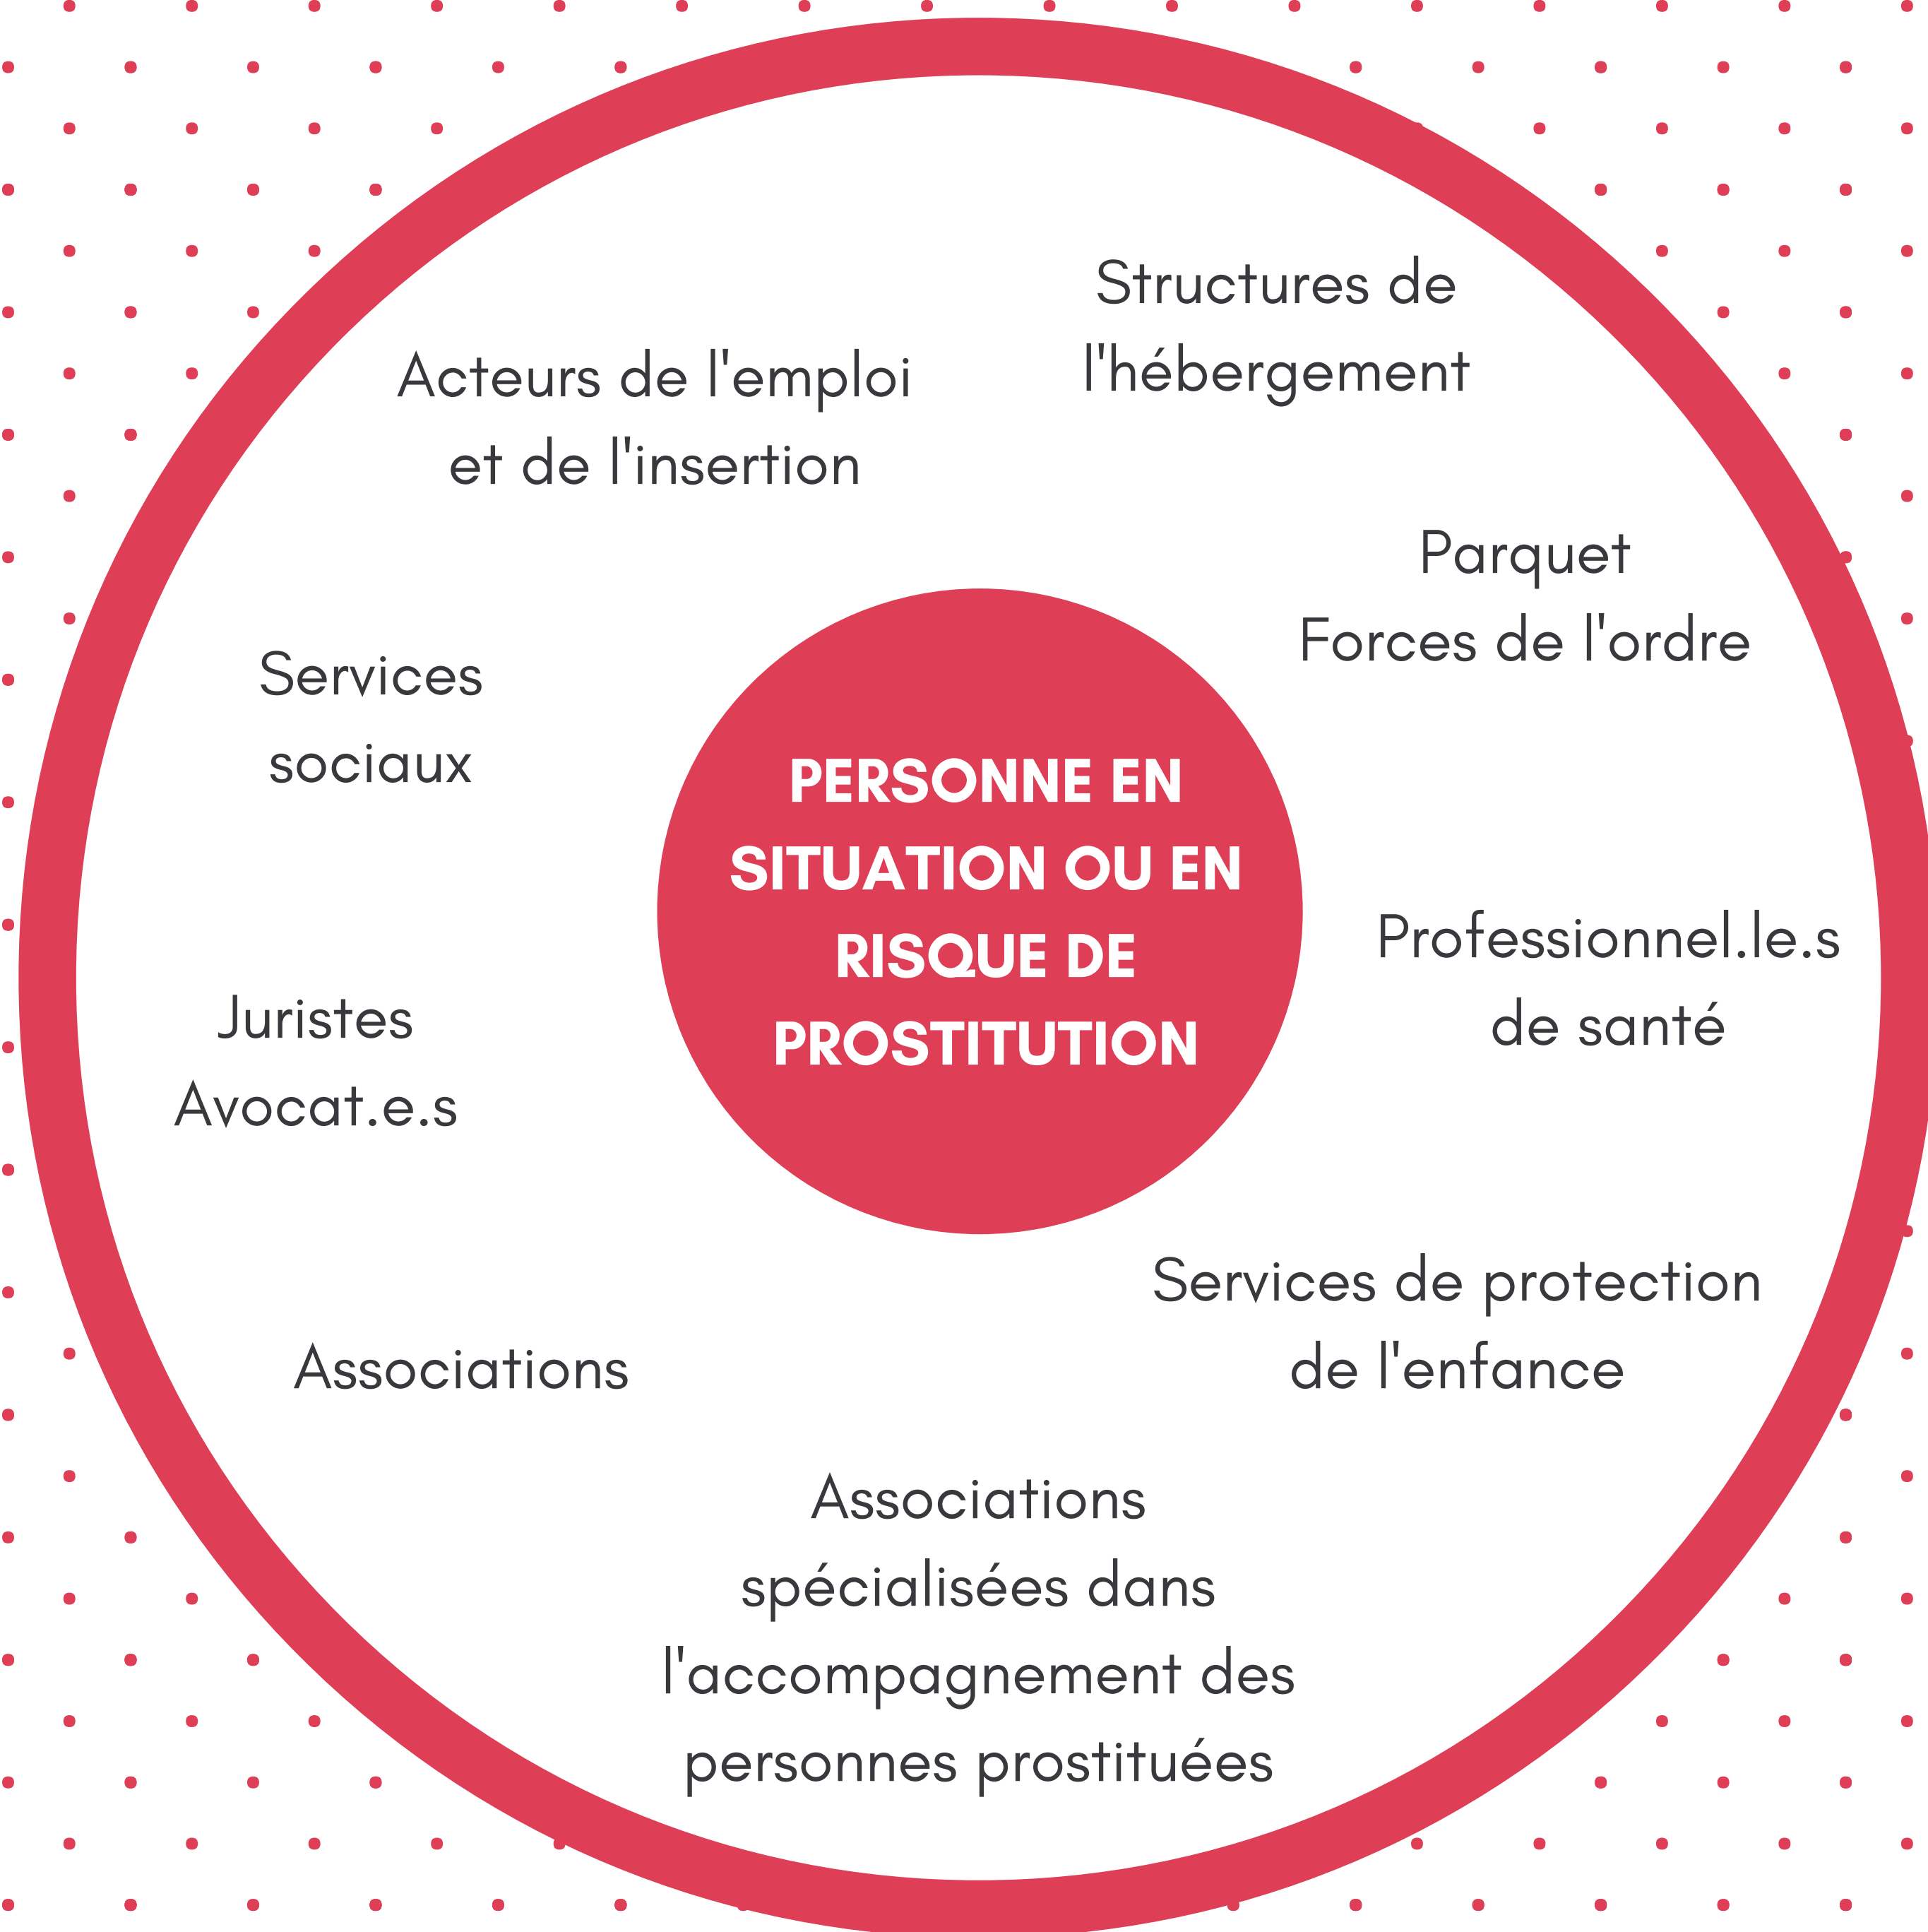 Structures de
l'hébergement
Acteurs de l'emploi
et de l'insertion
Parquet
Forces de l'ordre
Services
sociaux
PERSONNE EN
SITUATION OU EN
RISQUE DE
PROSTITUTION
Professionnel.le.s
de santé
Juristes
Avocat.e.s
Services de protection
de l'enfance
Associations
Associations
spécialisées dans
l'accompagnement des
personnes prostituées